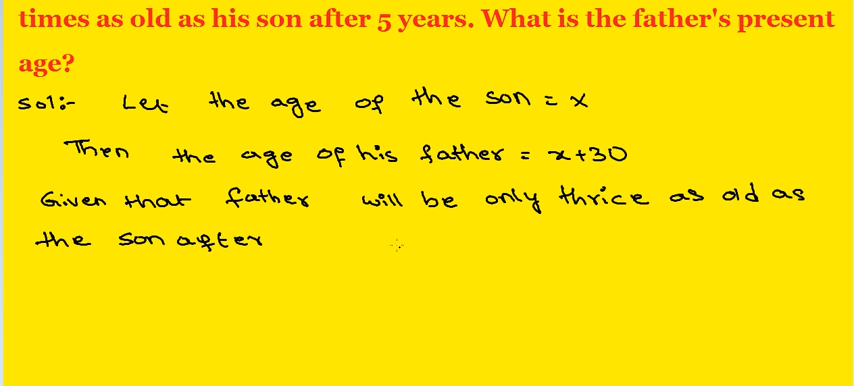 times as old as his son after 5 years. What is the father's present
age?
Sol:- Let the age of the son = x
Then the age of his father = x+30
Given that father will be only thrice as old as
the son after